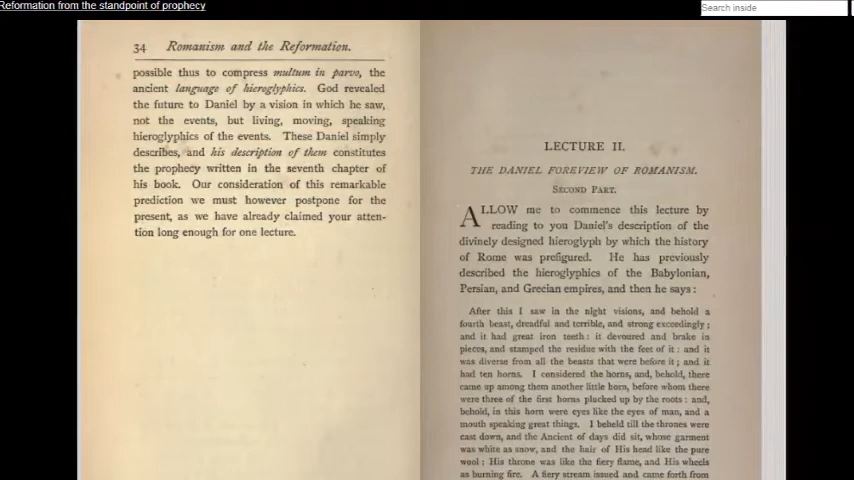 Reformation from the standpoint of prophecy
Search inside
34 Romanism and the Reformation.
possible thus to compress multum in parvo, the
ancient language of hieroglyphics. God revealed
the future to Daniel by a vision in which he saw,
not the events, but living, moving, speaking
hieroglyphics of the events. These Daniel simply
describes, and his description of them constitutes
the prophecy written in the seventh chapter of
his book. Our consideration of this remarkable
prediction we must however postpone for the
present, as we have already claimed your atten-
tion long enough for one lecture.
LECTURE II.
THE DANIEL FOREVIEW OF ROMANISM.
SECOND PART.
ALLOW me to commence this lecture by
reading to you Daniel's description of the
divinely designed hieroglyph by which the history
of Rome was prefigured. He has previously
described the hieroglyphics of the Babylonian,
Persian, and Grecian empires, and then he says:
After this I saw in the night visions, and behold a
fourth beast, dreadful and terrible, and strong exceedingly;
and it had great iron teeth: it devoured and brake in
pieces, and stamped the residue with the feet of it: and it
was diverse from all the beasts that were before it; and it
had ten horns. I considered the horns, and, behold, there
came up among them another little horn, before whom there
were three of the first horns plucked up by the roots: and,
behold, in this horn were eyes like the eyes of man, and a
mouth speaking great things. I beheld till the thrones were
cast down, and the Ancient of days did sit, whose garment
was white as snow, and the hair of His head like the pure
wool; His throne was like the fiery flame, and His wheels
as burning fire. A fiery stream issued and came forth from